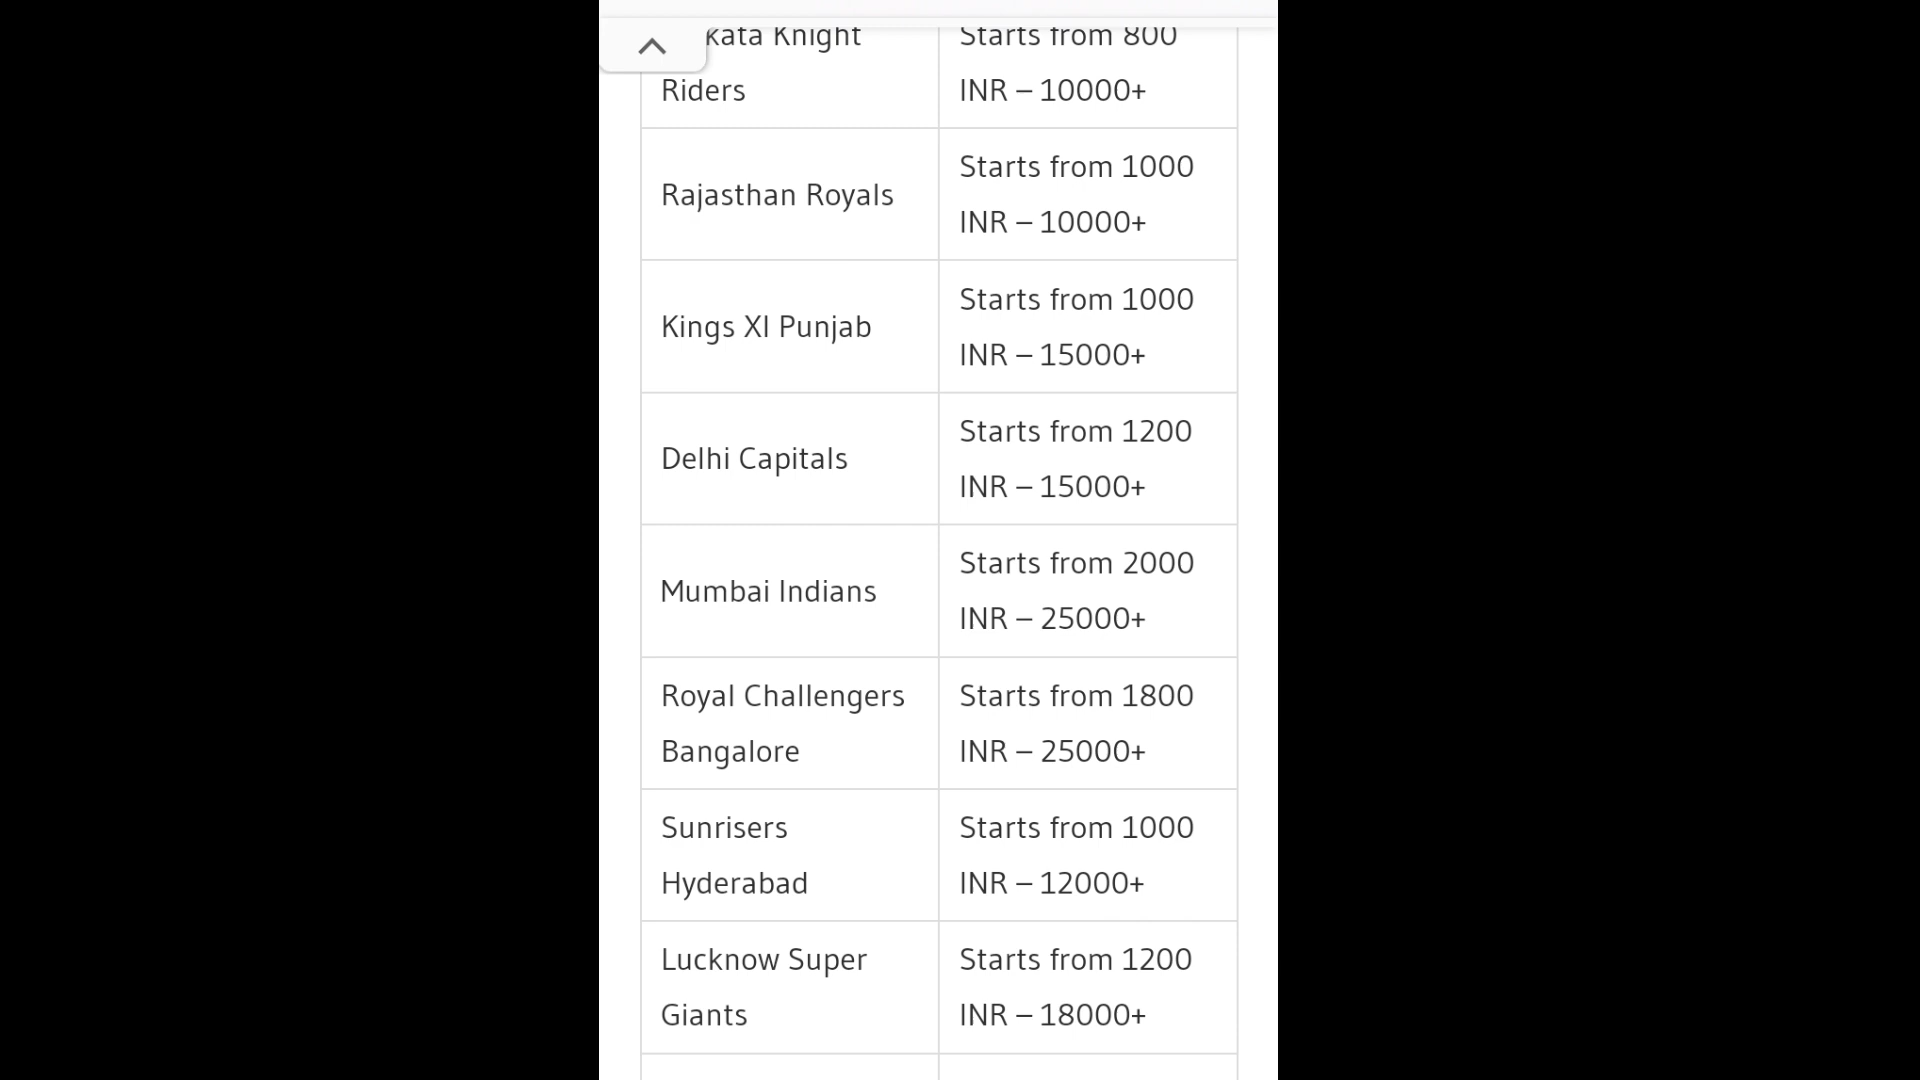 kata Knight
Riders
Starts from 800
INR – 10000+
Rajasthan Royals
Starts from 1000
INR – 10000+
Kings XI Punjab
Starts from 1000
INR – 15000+
Delhi Capitals
Starts from 1200
INR – 15000+
Mumbai Indians
Starts from 2000
INR – 25000+
Royal Challengers
Bangalore
Starts from 1800
INR – 25000+
Sunrisers
Hyderabad
Starts from 1000
INR – 12000+
Lucknow Super
Giants
Starts from 1200
INR – 18000+